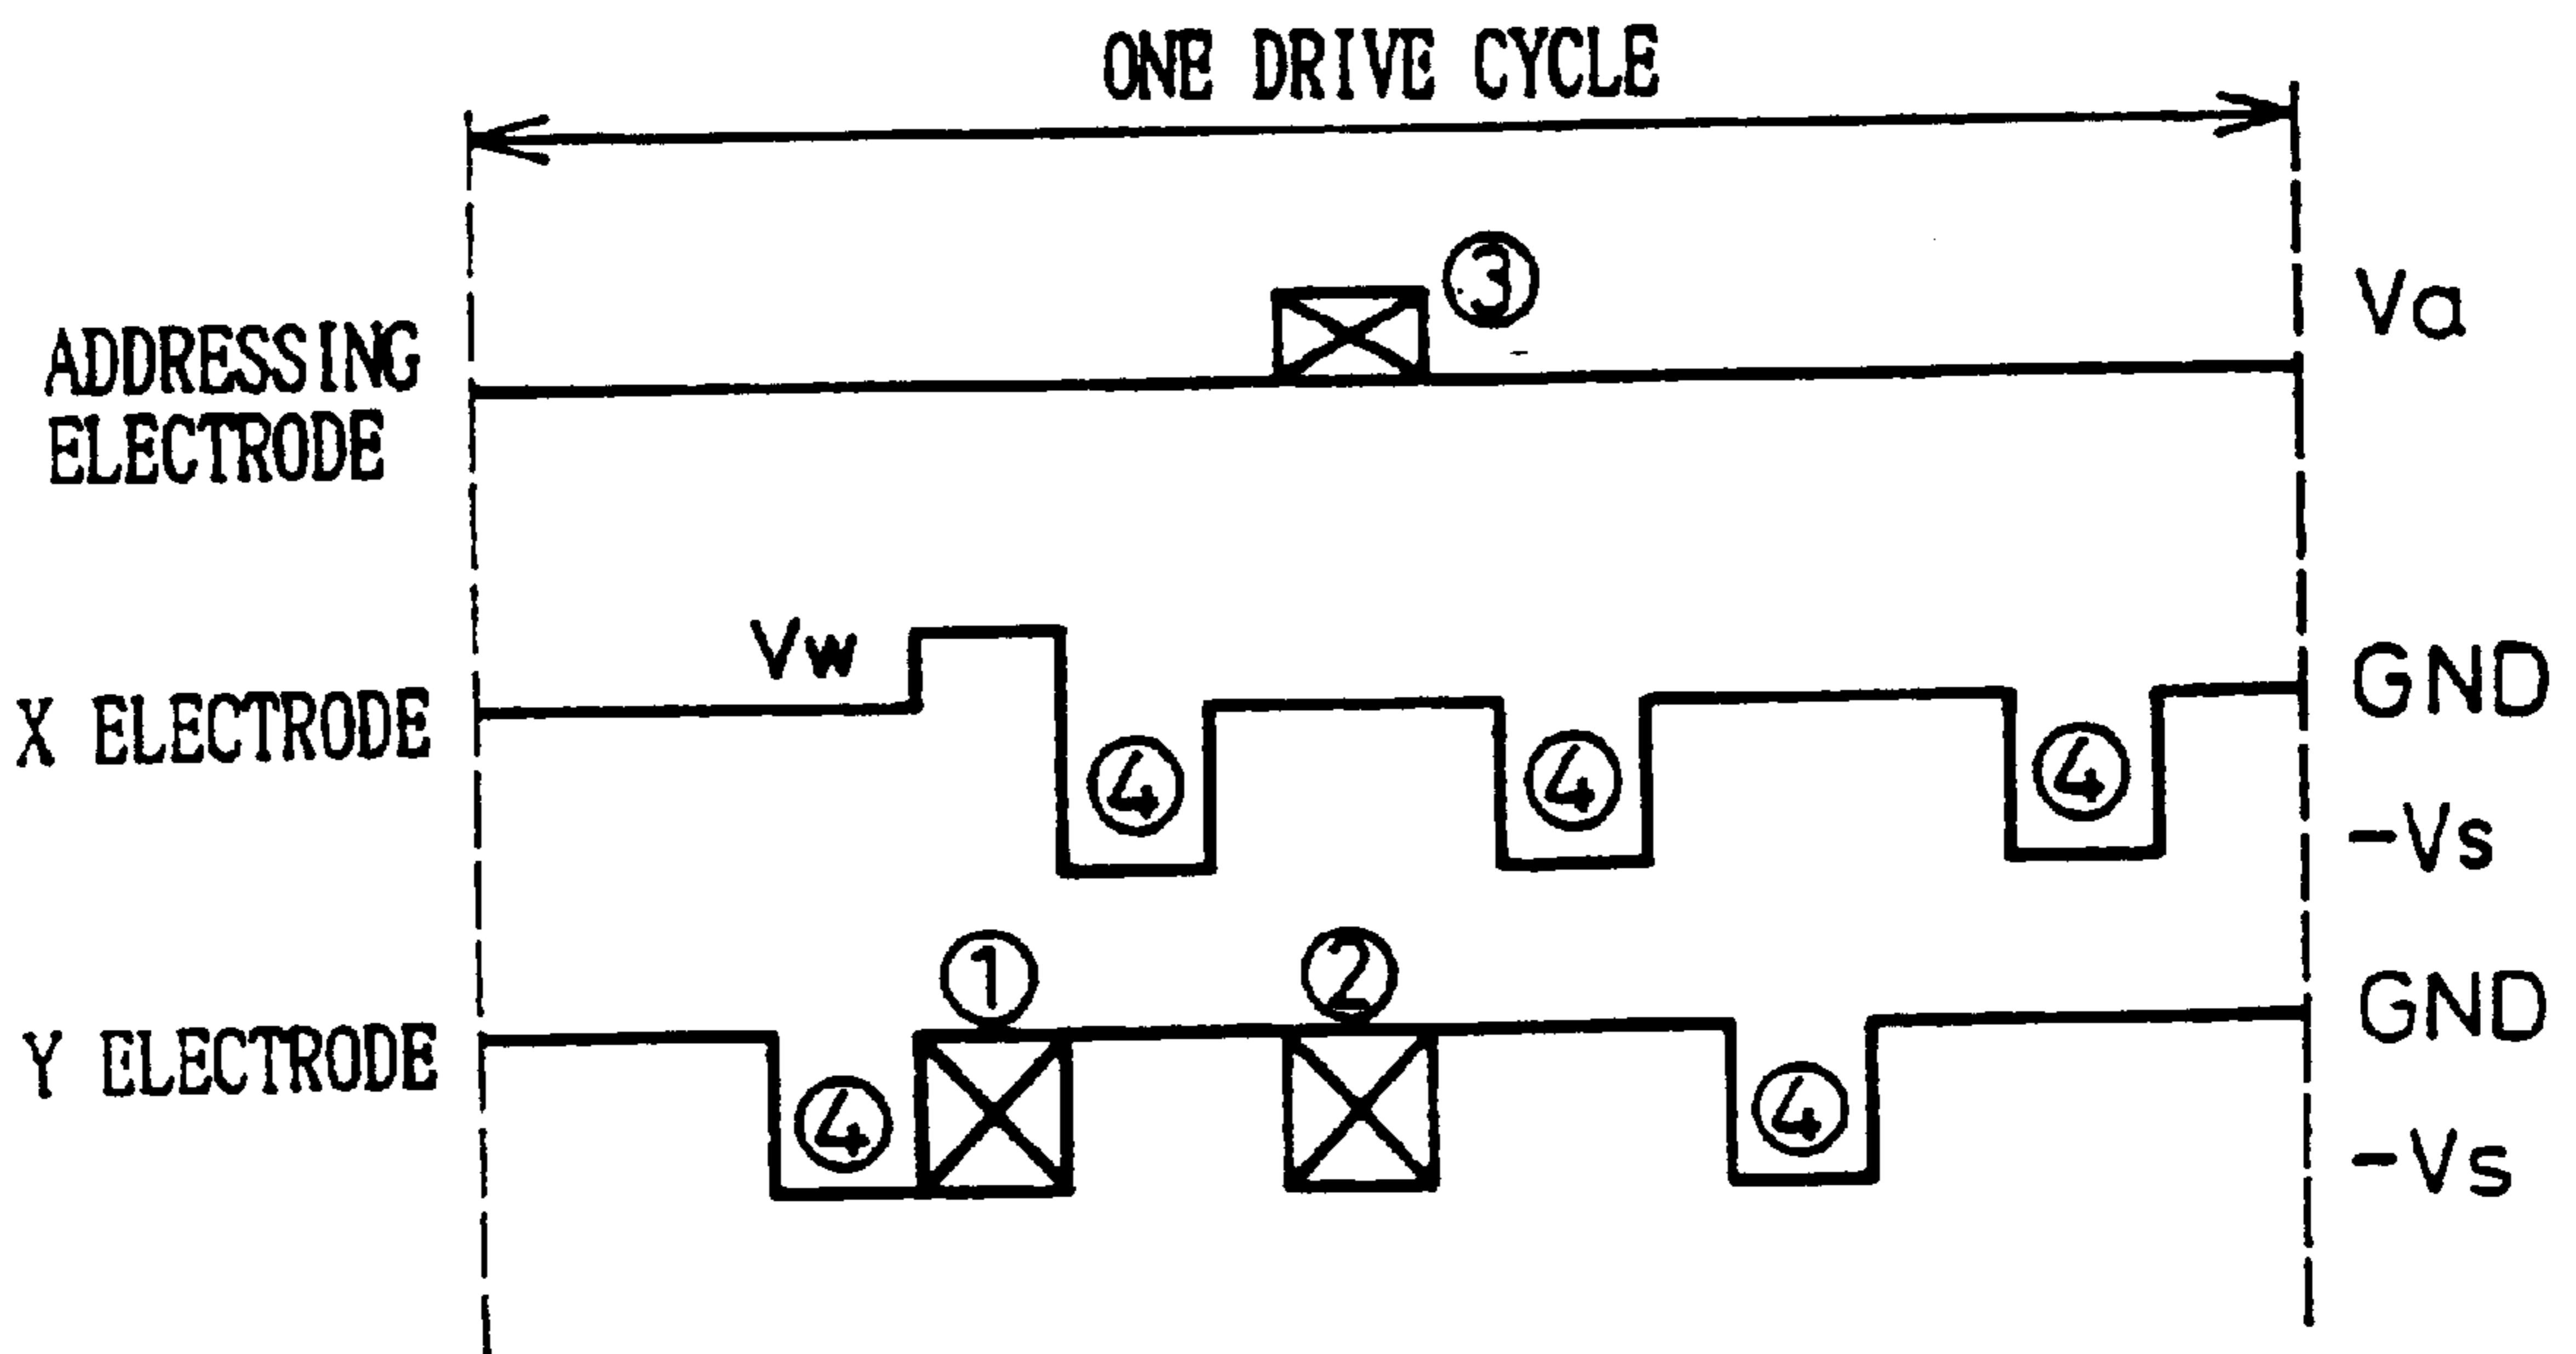 ONE DRIVE CYCLE
③
Va
ADDRESSING
ELECTRODE
Vw
X ELECTRODE
GND
④ ④ ④
-Vs
① ②
Y ELECTRODE
GND
④ ④
-Vs